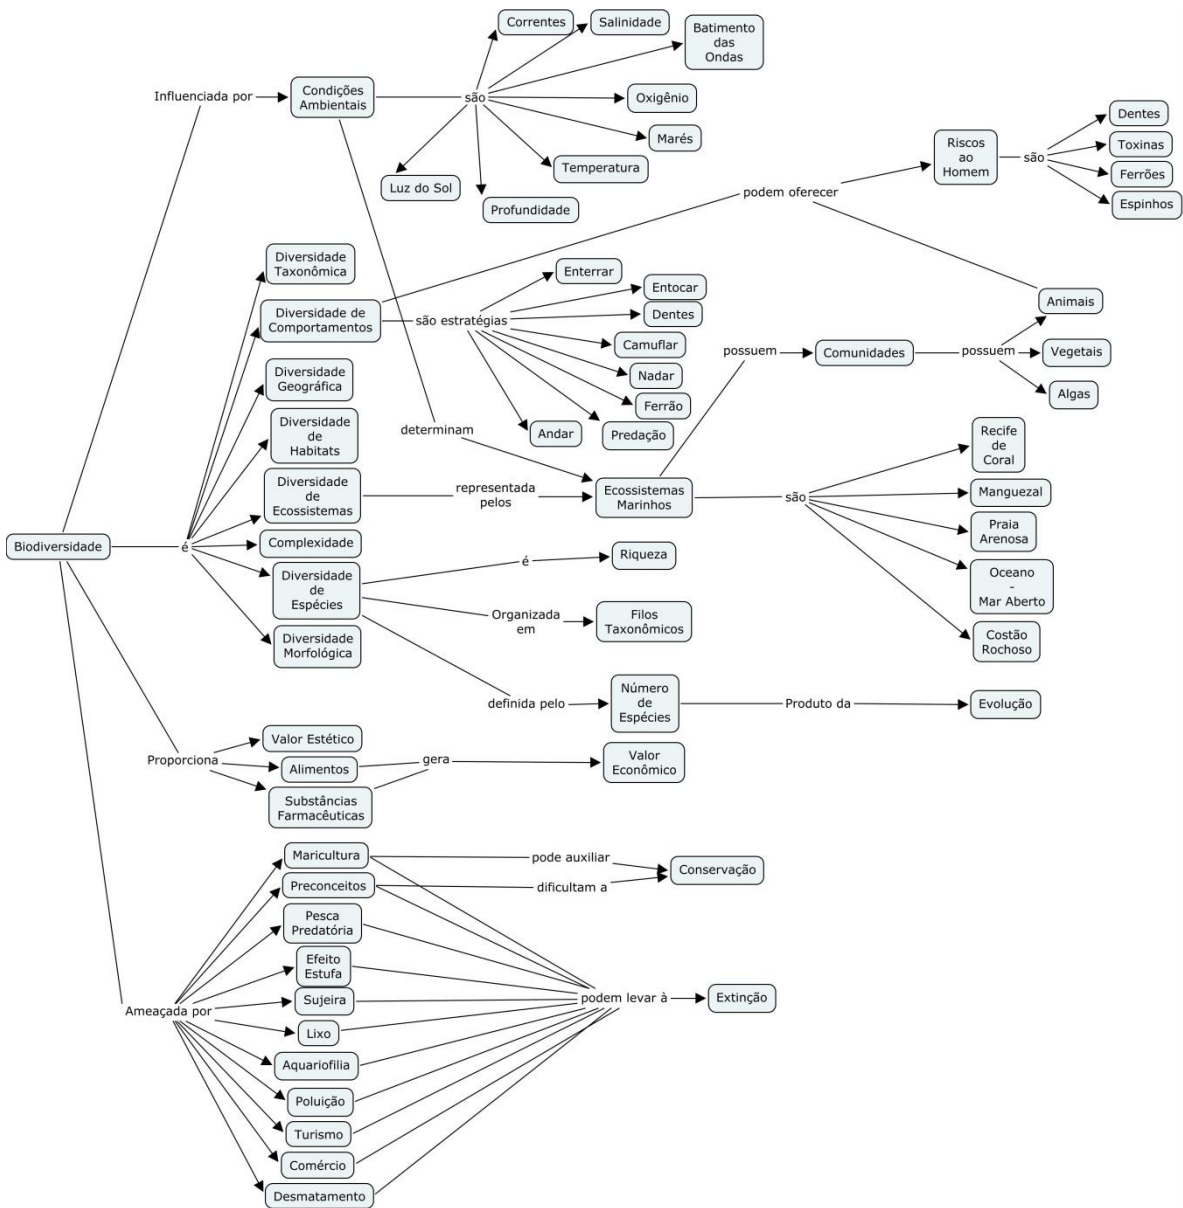 Correntes
Salinidade
Batimento
das
Ondas
Influenciada por
Condições
Ambientais
são
Oxigênio
Marés
Temperatura
Luz do Sol
Profundidade
Riscos
ao
Homem
são
Dentes
Toxinas
Ferrões
Espinhos
podem oferecer
Diversidade
Taxonômica
Diversidade de
Comportamentos
são estratégias
Enterrar
Entocar
Dentes
Camuflar
Nadar
Ferrão
Predação
Andar
possuem
Comunidades
possuem
Animais
Vegetais
Algas
Diversidade
Geográfica
Diversidade
de
Habitats
determinam
Diversidade
de
Ecossistemas
representada
pelos
Ecossistemas
Marinhos
são
Recife
de
Coral
Manguezal
Praia
Arenosa
Oceano
-
Mar Aberto
Costão
Rochoso
Biodiversidade
é
Complexidade
Diversidade
de
Espécies
é
Riqueza
Organizada
em
Filos
Taxonômicos
Diversidade
Morfológica
definida pelo
Número
de
Espécies
Produto da
Evolução
Proporciona
Valor Estético
Alimentos
Substâncias
Farmacêuticas
gera
Valor
Econômico
Maricultura
pode auxiliar
Conservação
Preconceitos
dificultam a
Pesca
Predatória
Efeito
Estufa
Ameaçada por
Sujeira
podem levar à
Extinção
Lixo
Aquariofilia
Poluição
Turismo
Comércio
Desmatamento